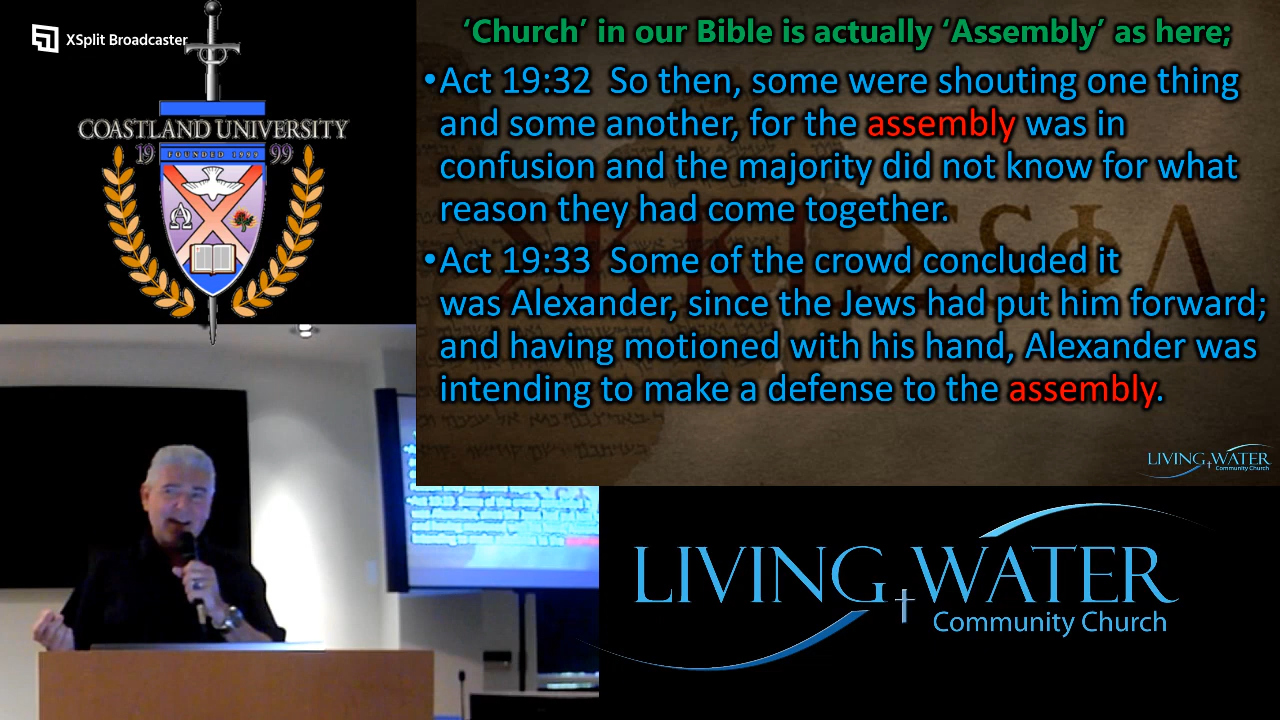 XSplit Broadcaster
COASTLAND UNIVERSITY
19 99
FOUNDED 1999
‘Church’ in our Bible is actually ‘Assembly’ as here;
•Act 19:32  So then, some were shouting one thing
and some another, for the assembly was in
confusion and the majority did not know for what
reason they had come together.
•Act 19:33  Some of the crowd concluded it
was Alexander, since the Jews had put him forward;
and having motioned with his hand, Alexander was
intending to make a defense to the assembly.
LIVING WATER
Community Church
LIVING WATER
Community Church